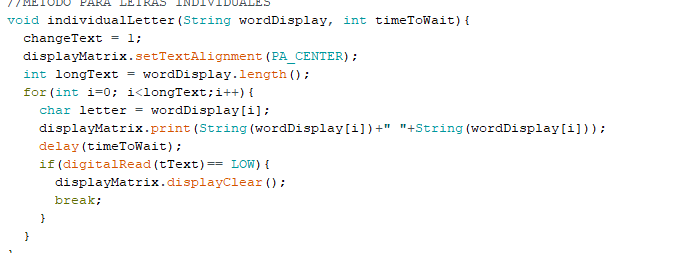 //METODO PARA LETRAS INDIVIDUALES
void individualLetter(String wordDisplay, int timeToWait){
  changeText = 1;
  displayMatrix.setTextAlignment(PA_CENTER);
  int longText = wordDisplay.length();
  for(int i=0; i<longText;i++){
    char letter = wordDisplay[i];
    displayMatrix.print(String(wordDisplay[i])+" "+String(wordDisplay[i]));
    delay(timeToWait);
    if(digitalRead(tText)== LOW){
      displayMatrix.displayClear();
      break;
    }
  }